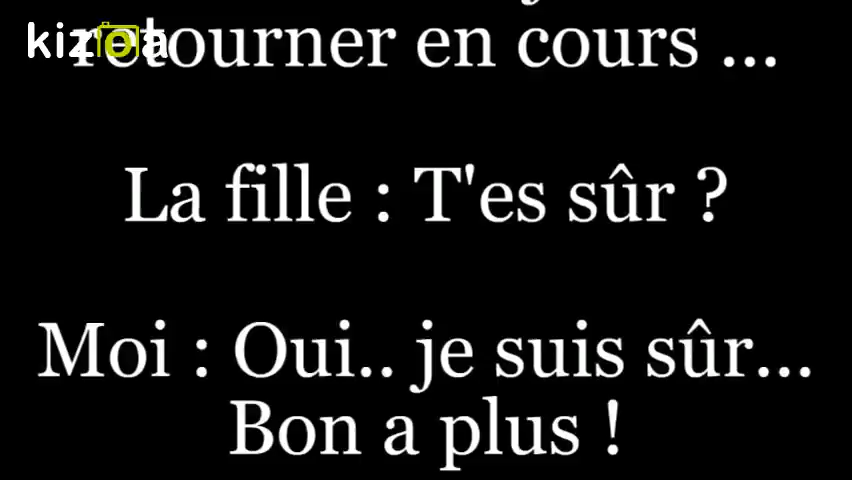 kizoa
retourner en cours ...
La fille : T'es sûr ?
Moi : Oui.. je suis sûr...
Bon a plus !